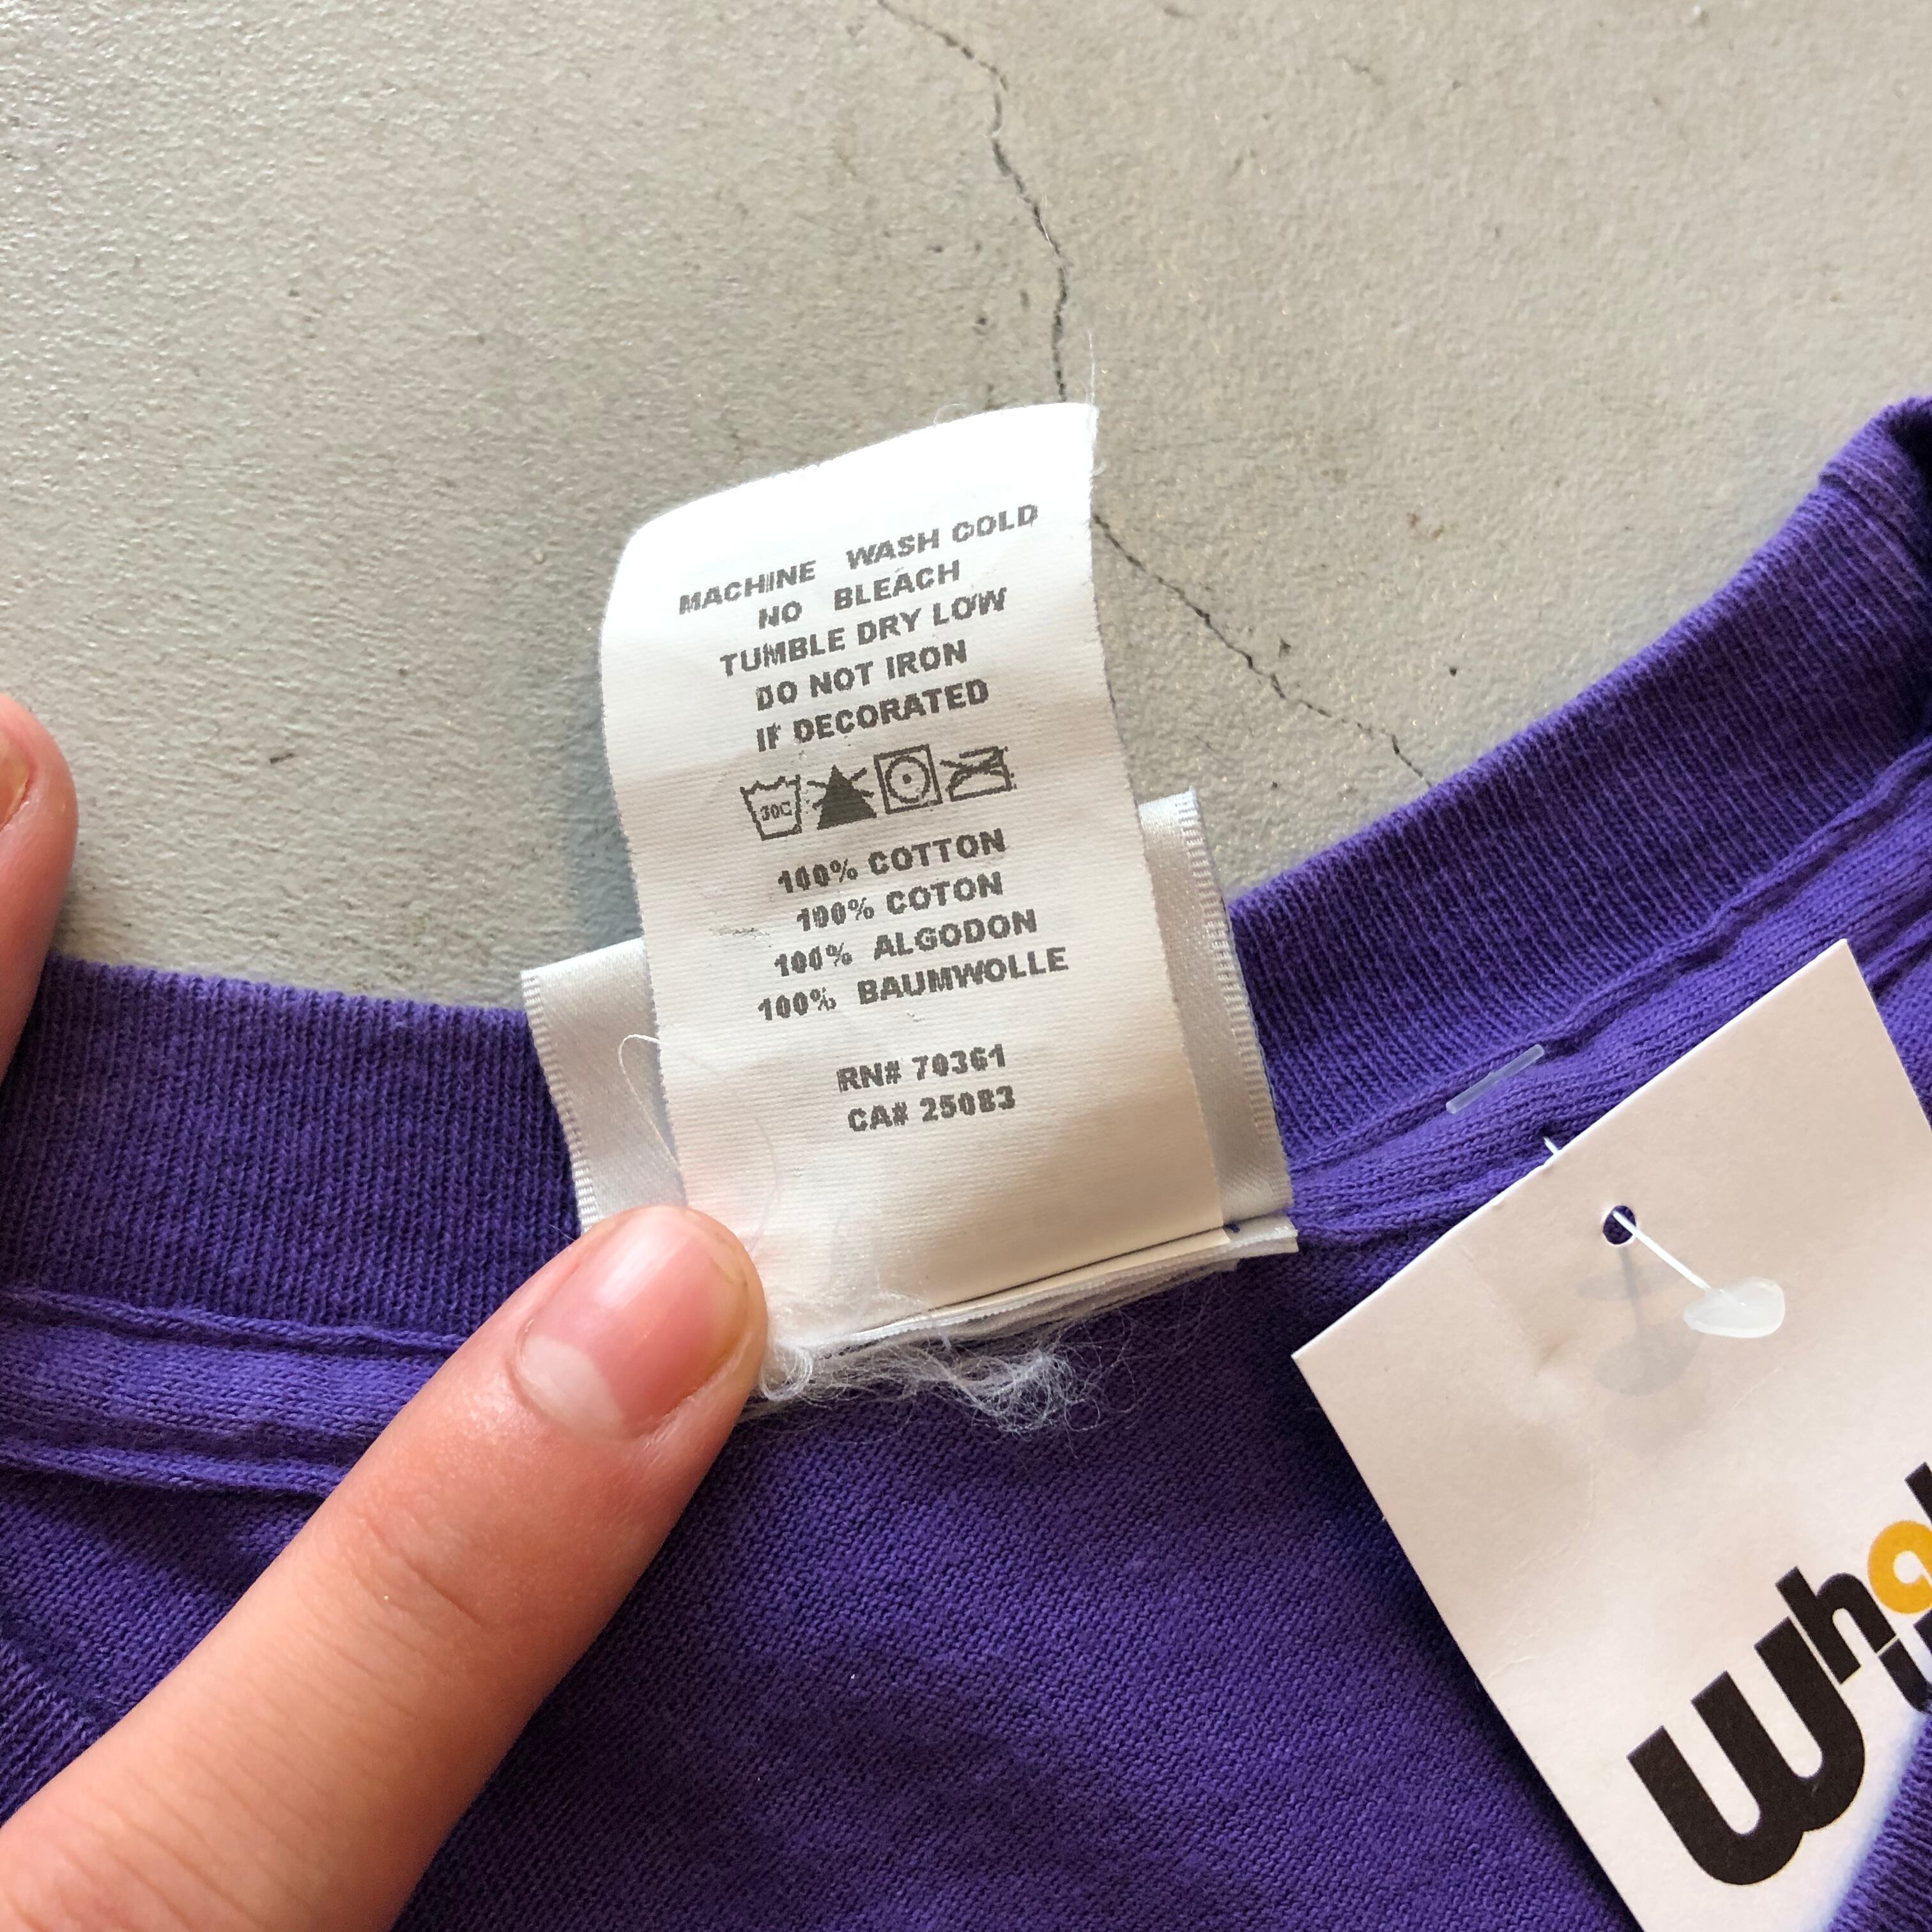 MACHINE WASH COLD
NO BLEACH
TUMBLE DRY LOW
DO NOT IRON
IF DECORATED
30C
100% COTTON
100% COTON
100% ALGODON
100% BAUMWOLLE
RN# 70361
CA# 25083